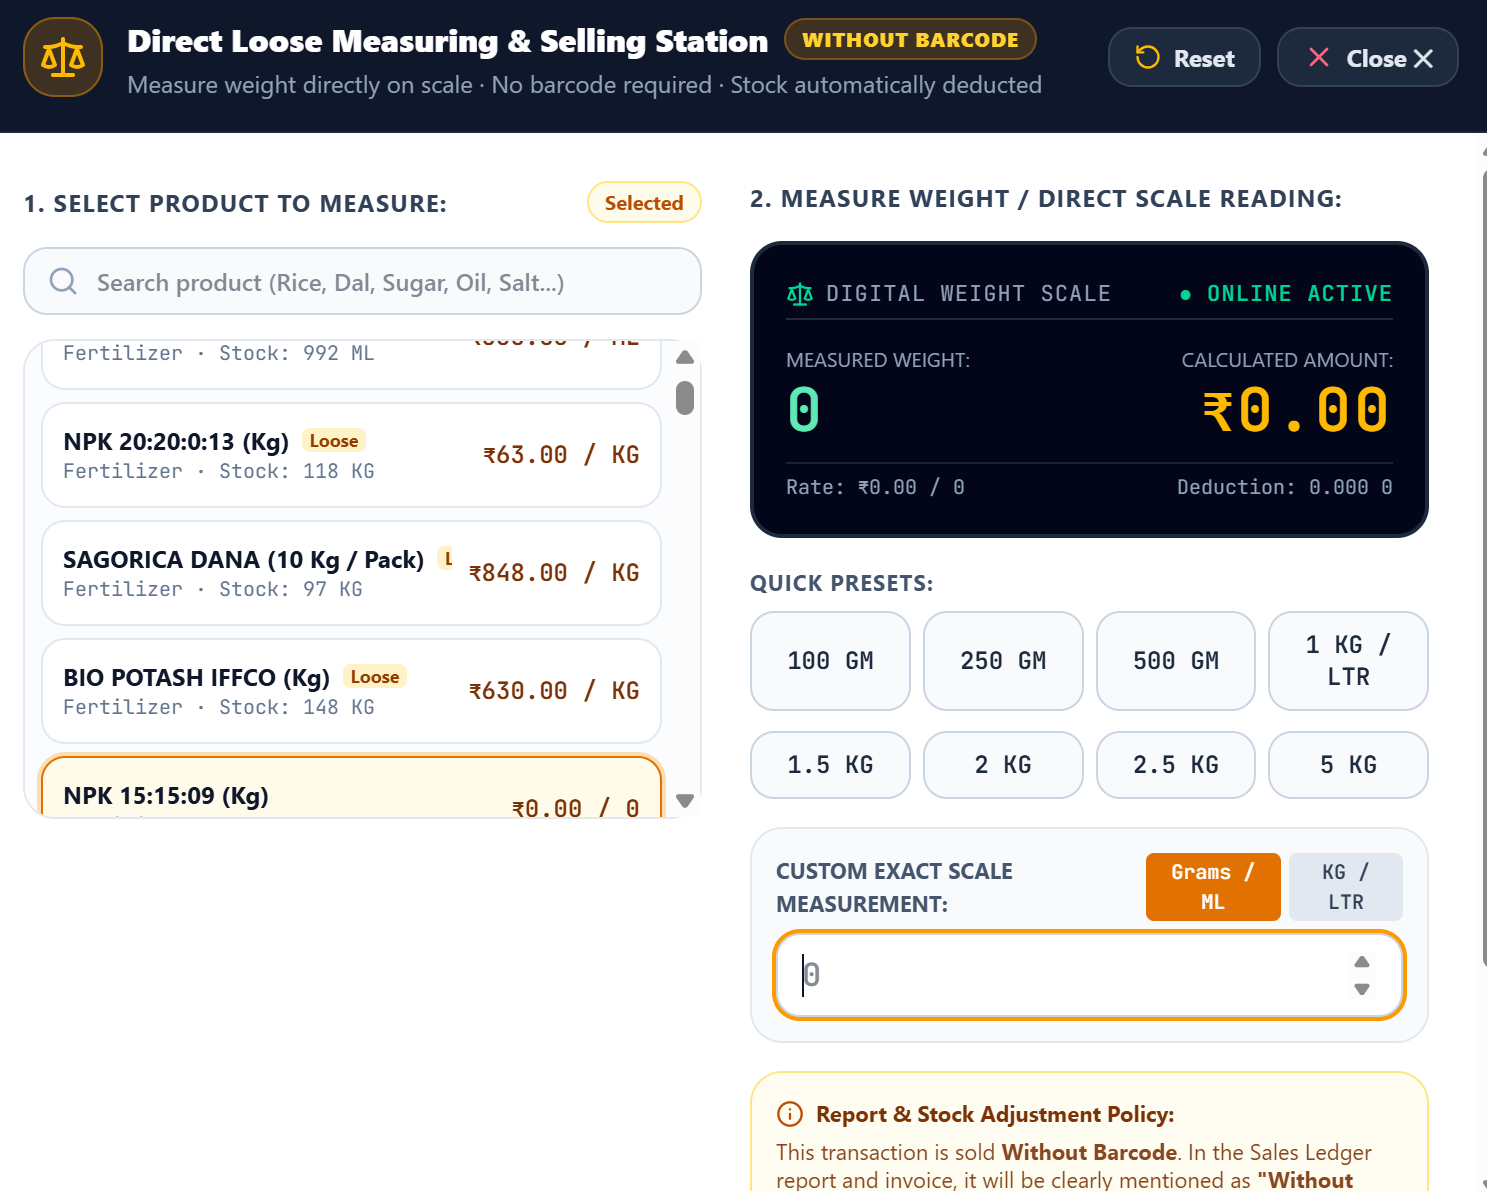 Direct Loose Measuring & Selling Station WITHOUT BARCODE
Measure weight directly on scale · No barcode required · Stock automatically deducted
Reset
Close
1. SELECT PRODUCT TO MEASURE:
Selected
Search product (Rice, Dal, Sugar, Oil, Salt...)
Fertilizer · Stock: 992 ML
NPK 20:20:0:13 (Kg) Loose
Fertilizer · Stock: 118 KG
₹63.00 / KG
SAGORICA DANA (10 Kg / Pack) L
Fertilizer · Stock: 97 KG
₹848.00 / KG
BIO POTASH IFFCO (Kg) Loose
Fertilizer · Stock: 148 KG
₹630.00 / KG
NPK 15:15:09 (Kg)
₹0.00 / 0
2. MEASURE WEIGHT / DIRECT SCALE READING:
DIGITAL WEIGHT SCALE
● ONLINE ACTIVE
MEASURED WEIGHT:
0
CALCULATED AMOUNT:
₹0.00
Rate: ₹0.00 / 0
Deduction: 0.000 0
QUICK PRESETS:
100 GM
250 GM
500 GM
1 KG /
LTR
1.5 KG
2 KG
2.5 KG
5 KG
CUSTOM EXACT SCALE
MEASUREMENT:
Grams /
ML
KG /
LTR
0
Report & Stock Adjustment Policy:
This transaction is sold Without Barcode. In the Sales Ledger
report and invoice, it will be clearly mentioned as "Without